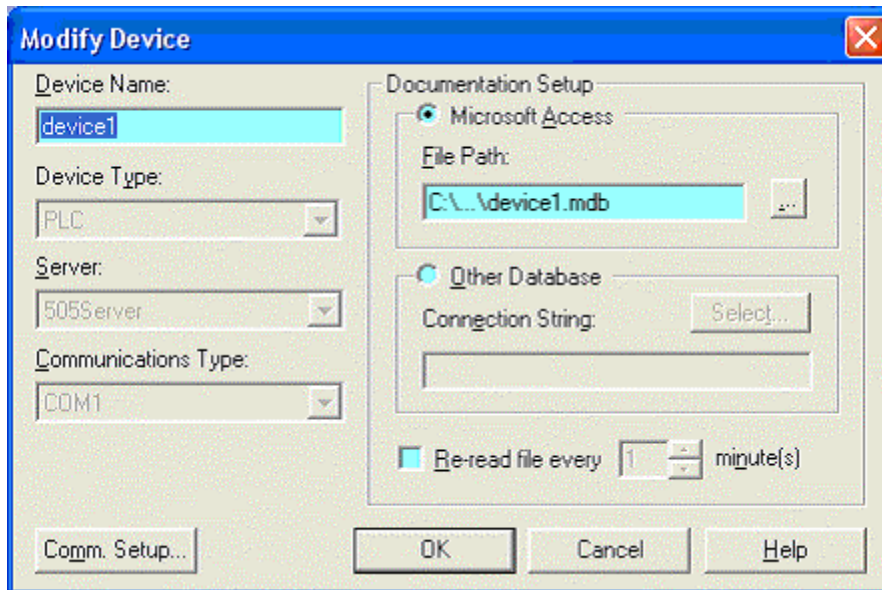 Modify Device
Device Name:
device1
Device Type:
PLC
Server:
505Server
Communications Type:
COM1
Comm. Setup...
Documentation Setup
Microsoft Access
File Path:
C:\...\device1.mdb
...
Other Database
Connection String:
Select...
Re-read file every 1 minute(s)
OK
Cancel
Help